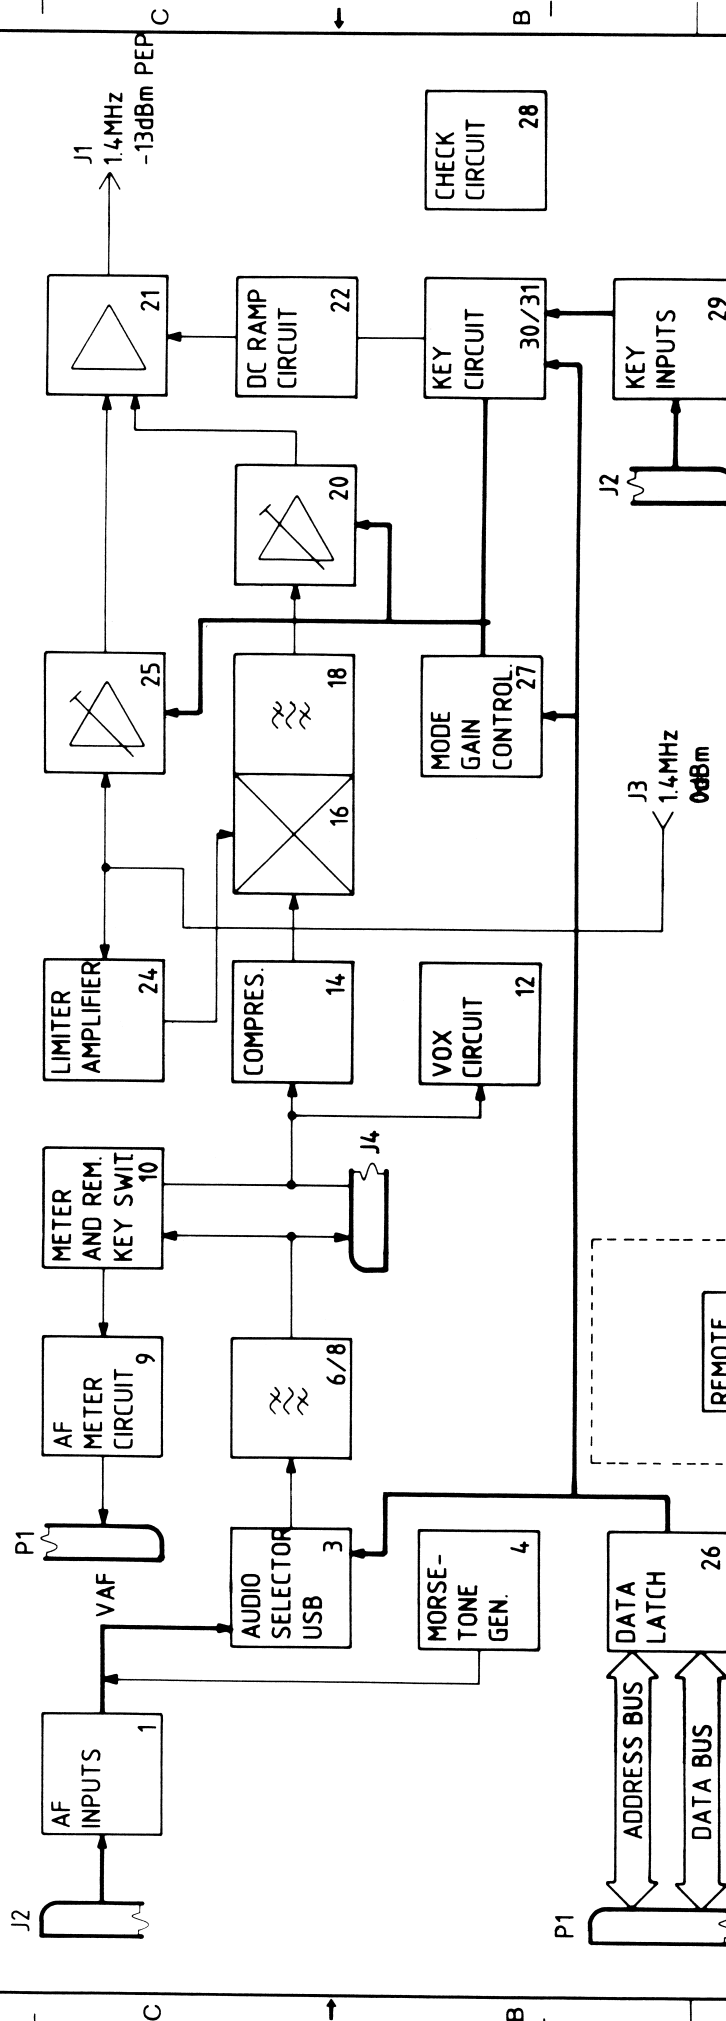 C
B
J1
1.4MHz
-13dBm PEP
21
DC RAMP
CIRCUIT
22
KEY
CIRCUIT
30/31
CHECK
CIRCUIT
28
KEY
INPUTS
29
J2
20
25
18
16
MODE
GAIN
CONTROL.
27
J3
1.4MHz
0dBm
LIMITER
AMPLIFIER
24
COMPRES.
14
VOX
CIRCUIT
12
METER
AND REM.
KEY SWIT.
10
J4
AF
METER
CIRCUIT
9
6/8
REMOTE
P1
VAF
AUDIO
SELECTOR
USB
3
MORSE-
TONE
GEN.
4
DATA
LATCH
26
AF
INPUTS
1
ADDRESS BUS
DATA BUS
J2
P1
C
B